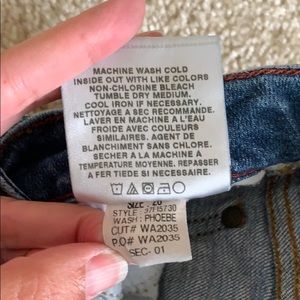 MACHINE WASH COLD
INSIDE OUT WITH LIKE COLORS
NON-CHLORINE BLEACH
TUMBLE DRY MEDIUM.
COOL IRON IF NECESSARY.
NETTOYAGE A SEC RECOMMANDE.
LAVER EN MACHINE A L'EAU
FROIDE AVEC COULEURS
SIMILAIRES. AGENT DE
BLANCHIMENT SANS CHLORE.
SECHER A LA MACHINE A
TEMPERATURE MOYENNE. REPASSER
A FER TIEDE SI NECESSAIRE.
SIZE: 26
STYLE: 37FI5730
WASH: PHOEBE
CUT# WA2035
P.O# WA2035
SEC- 01